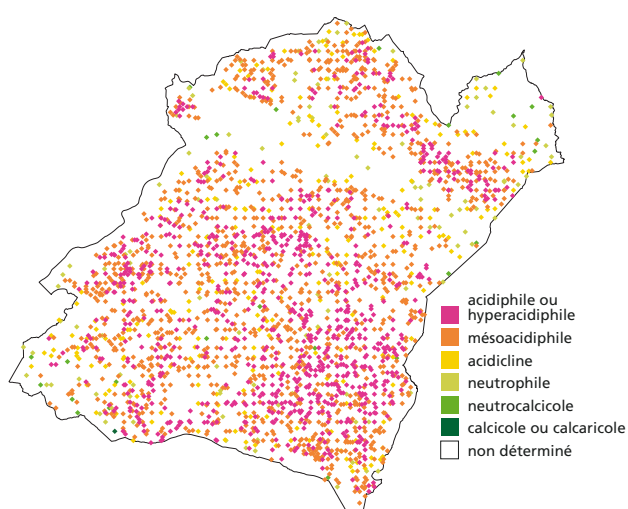 acidiphile ou
hyperacidiphile
mésoacidiphile
acidicline
neutrophile
neutrocalcicole
calcicole ou calcaricole
non déterminé